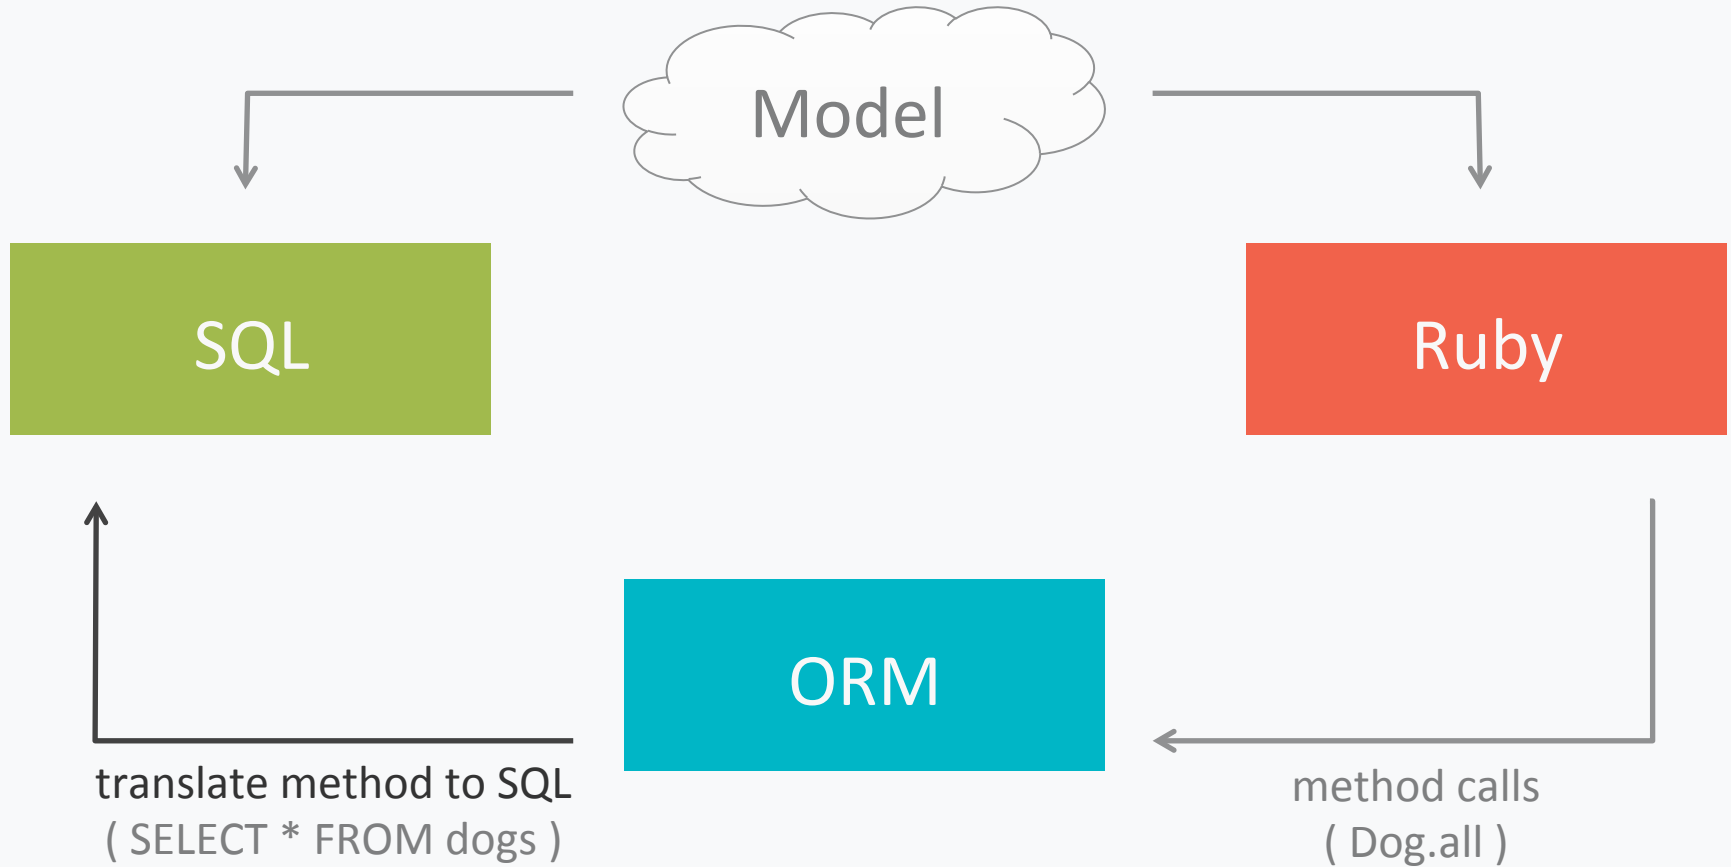 Model
SQL
Ruby
ORM
translate method to SQL
( SELECT * FROM dogs )
method calls
( Dog.all )